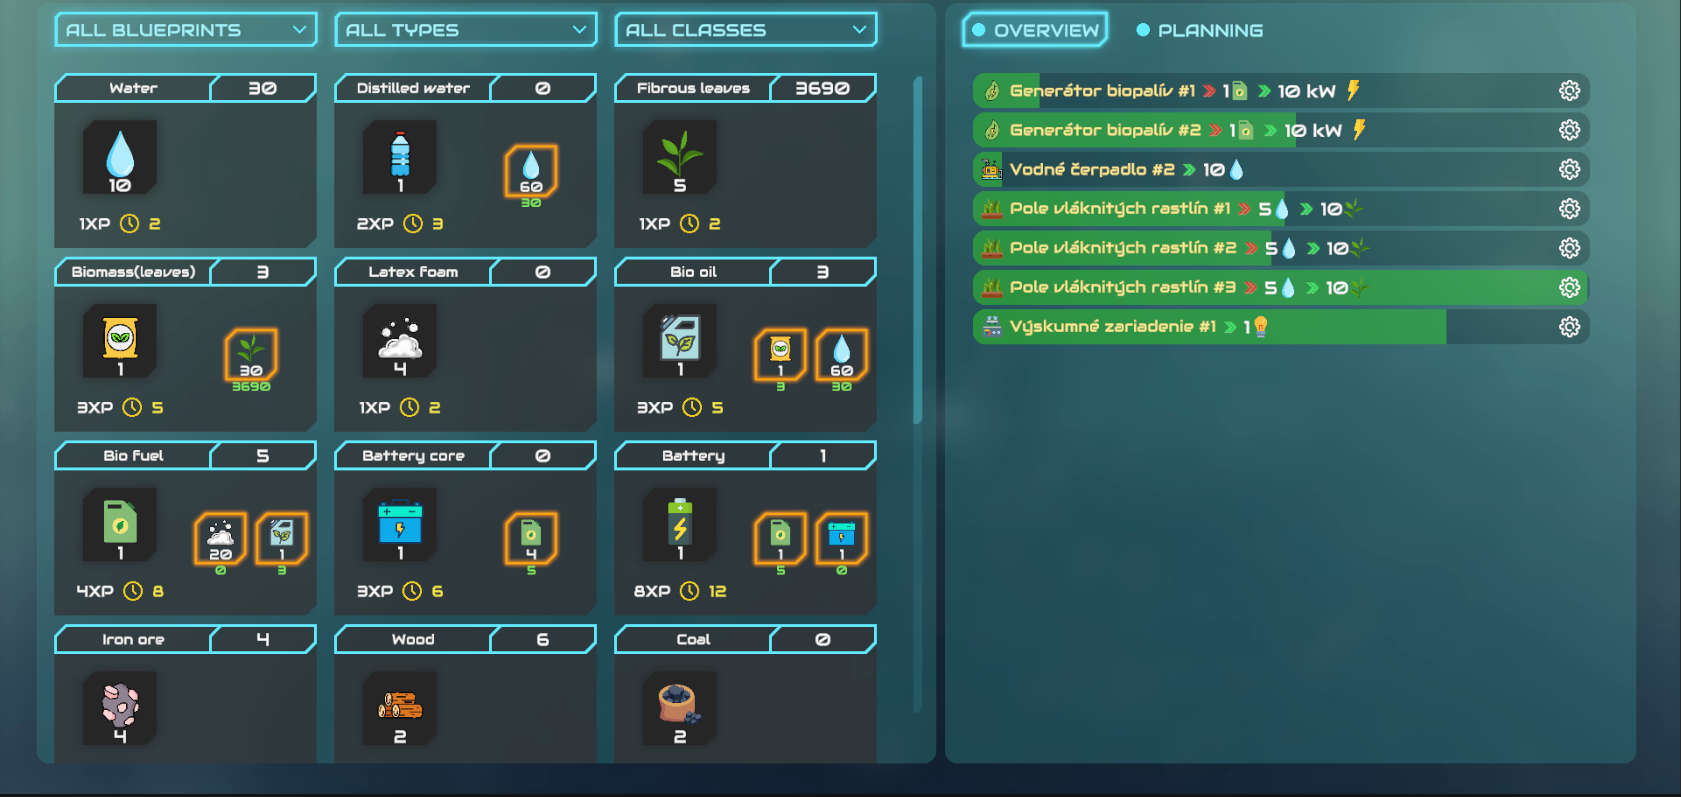 ALL BLUEPRINTS
ALL TYPES
ALL CLASSES
Water 30
10
1XP 2
Distilled water 0
1
60
30
2XP 3
Fibrous leaves 3690
5
1XP 2
Biomass(leaves) 3
1
30
3690
3XP 5
Latex foam 0
4
1XP 2
Bio oil 3
1
1
3
60
30
3XP 5
Bio fuel 5
1
20
0
1
3
4XP 8
Battery core 0
1
4
5
3XP 6
Battery 1
1
1
5
1
0
8XP 12
Iron ore 4
4
Wood 6
2
Coal 0
2
OVERVIEW
PLANNING
Generátor biopalív #1 1 10 kW
Generátor biopalív #2 1 10 kW
Vodné čerpadlo #2 10
Pole vláknitých rastlín #1 5 10
Pole vláknitých rastlín #2 5 10
Pole vláknitých rastlín #3 5 10
Výskumné zariadenie #1 1